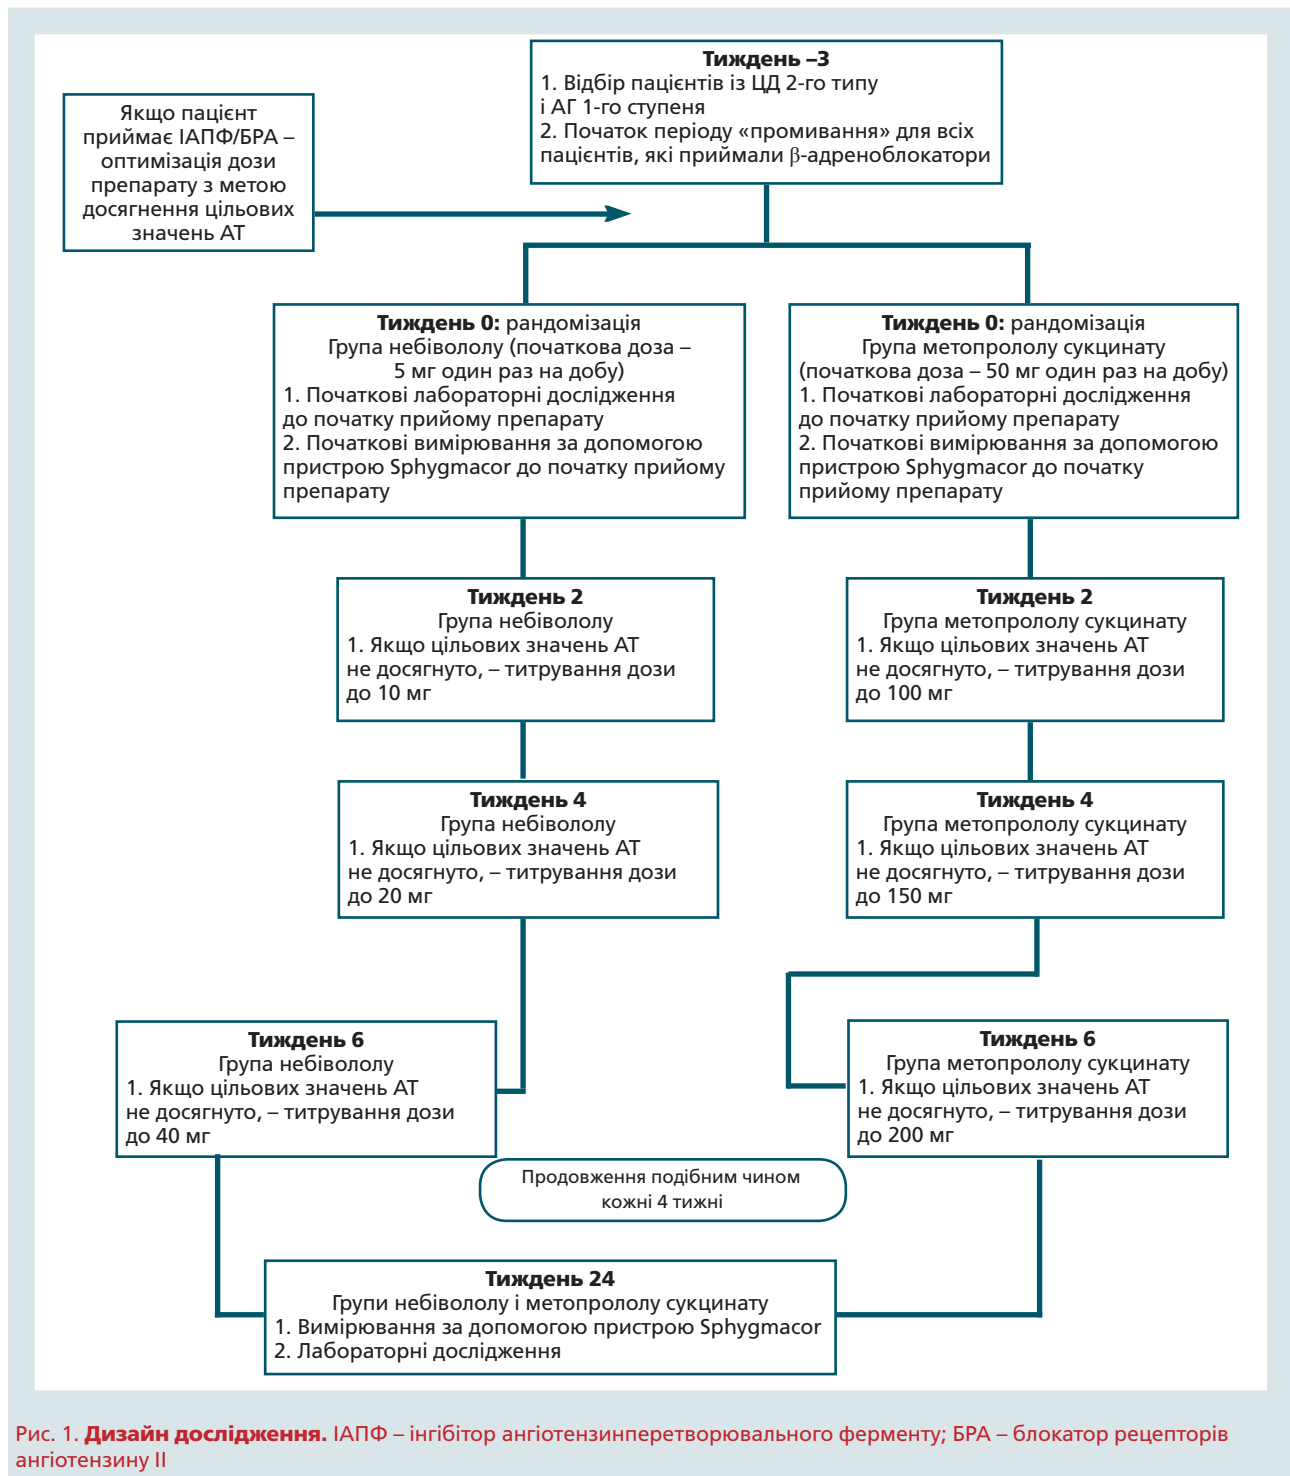 Тиждень –3
1. Відбір пацієнтів із ЦД 2-го типу
і АГ 1-го ступеня
2. Початок періоду «промивання» для всіх
пацієнтів, які приймали β-адреноблокатори
Якщо пацієнт
приймає ІАПФ/БРА –
оптимізація дози
препарату з метою
досягнення цільових
значень АТ
Тиждень 0: рандомізація
Група небівололу (початкова доза –
5 мг один раз на добу)
1. Початкові лабораторні дослідження
до початку прийому препарату
2. Початкові вимірювання за допомогою
пристрою Sphygmacor до початку прийому
препарату
Тиждень 0: рандомізація
Група метопрололу сукцинату
(початкова доза – 50 мг один раз на добу)
1. Початкові лабораторні дослідження
до початку прийому препарату
2. Початкові вимірювання за допомогою
пристрою Sphygmacor до початку
прийому препарату
Тиждень 2
Група небівололу
1. Якщо цільових значень АТ
не досягнуто, – титрування дози
до 10 мг
Тиждень 2
Група метопрололу сукцинату
1. Якщо цільових значень АТ
не досягнуто, – титрування дози
до 100 мг
Тиждень 4
Група небівололу
1. Якщо цільових значень АТ
не досягнуто, – титрування дози
до 20 мг
Тиждень 4
Група метопрололу сукцинату
1. Якщо цільових значень АТ
не досягнуто, – титрування дози
до 150 мг
Тиждень 6
Група небівололу
1. Якщо цільових значень АТ
не досягнуто, – титрування дози
до 40 мг
Тиждень 6
Група метопрололу сукцинату
1. Якщо цільових значень АТ
не досягнуто, – титрування дози
до 200 мг
Продовження подібним чином
кожні 4 тижні
Тиждень 24
Групи небівололу і метопрололу сукцинату
1. Вимірювання за допомогою пристрою Sphygmacor
2. Лабораторні дослідження
Рис. 1. Дизайн дослідження. ІАПФ – інгібітор ангіотензинперетворювального ферменту; БРА – блокатор рецепторів
ангіотензину II